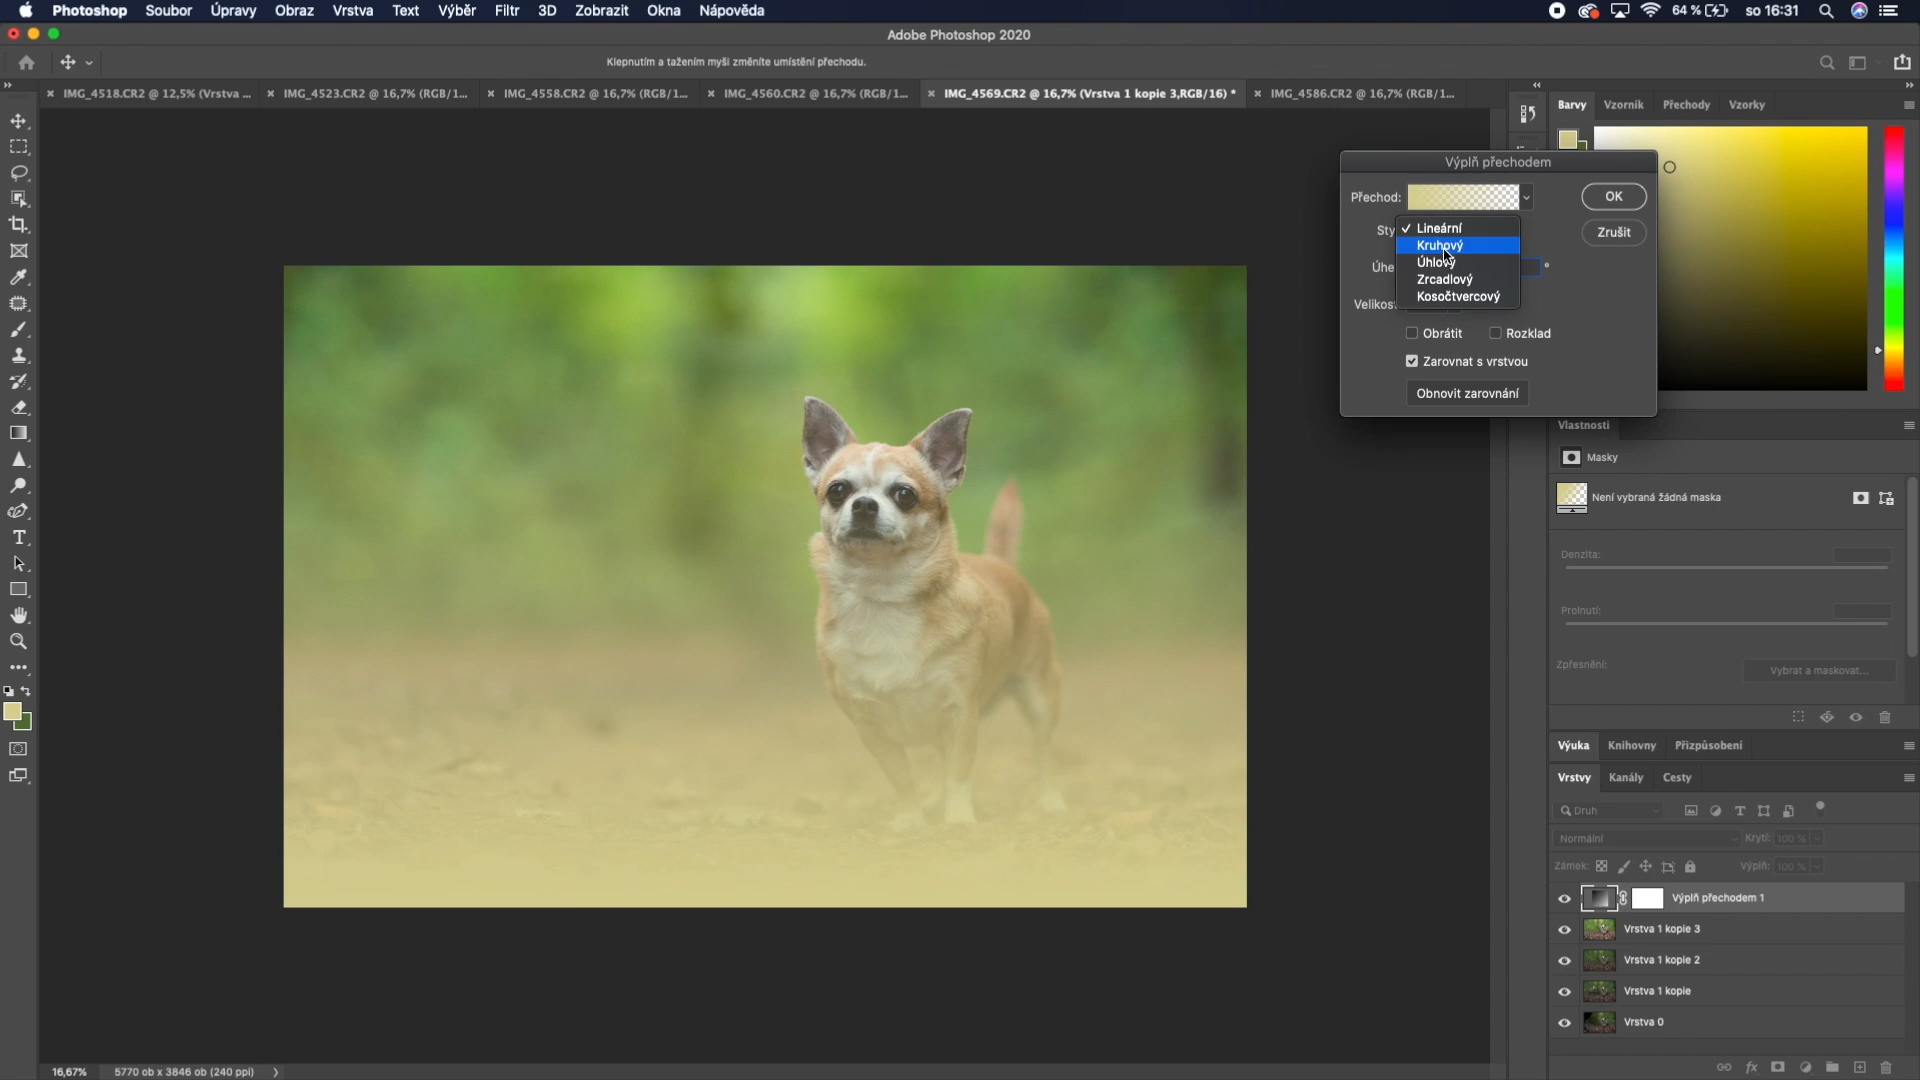 Photoshop Soubor Úpravy Obraz Vrstva Text Výběr Filtr 3D Zobrazit Okna Nápověda 64 % so 16:31
Adobe Photoshop 2020
Klepnutím a tažením myši změníte umístění přechodu.
IMG_4518.CR2 @ 12,5% (Vrstva ... IMG_4523.CR2 @ 16,7% (RGB/1... IMG_4558.CR2 @ 16,7% (RGB/1... IMG_4560.CR2 @ 16,7% (RGB/1... IMG_4569.CR2 @ 16,7% (Vrstva 1 kopie 3,RGB/16) * IMG_4586.CR2 @ 16,7% (RGB/1...
Barvy Vzorník Přechody Vzorky
Výplň přechodem
Přechod: OK
Sty Lineární Zrušit
Kruhový
Úhe Úhlový °
Zrcadlový
Velikos Kosočtvercový
Obrátit Rozklad
Zarovnat s vrstvou
Obnovit zarovnání
Vlastnosti
Masky
Není vybraná žádná maska
Denzita:
Prolnutí:
Zpřesnění: Vybrat a maskovat...
Výuka Knihovny Přizpůsobení
Vrstvy Kanály Cesty
Druh
Normální Krytí: 100 %
Zámek: Výplň: 100 %
Výplň přechodem 1
Vrstva 1 kopie 3
Vrstva 1 kopie 2
Vrstva 1 kopie
Vrstva 0
16,67% 5770 ob x 3846 ob (240 ppi)